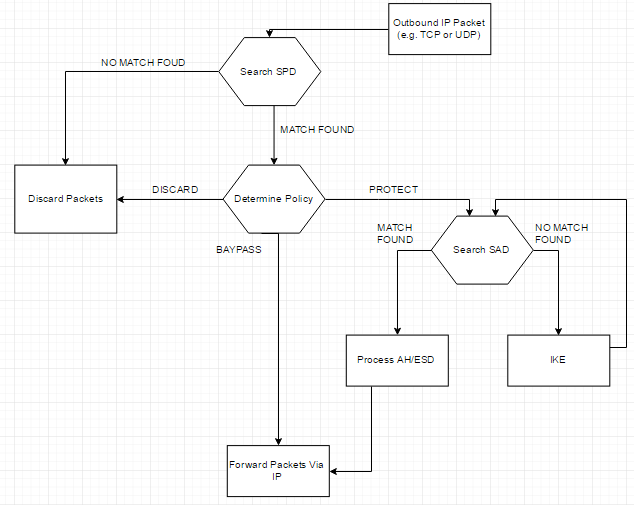 Outbound IP Packet
(e.g. TCP or UDP)
NO MATCH FOUD
Search SPD
MATCH FOUND
Discard Packets
DISCARD
Determine Policy
PROTECT
BAYPASS
MATCH
FOUND
Search SAD
NO MATCH
FOUND
Process AH/ESD
IKE
Forward Packets Via
IP